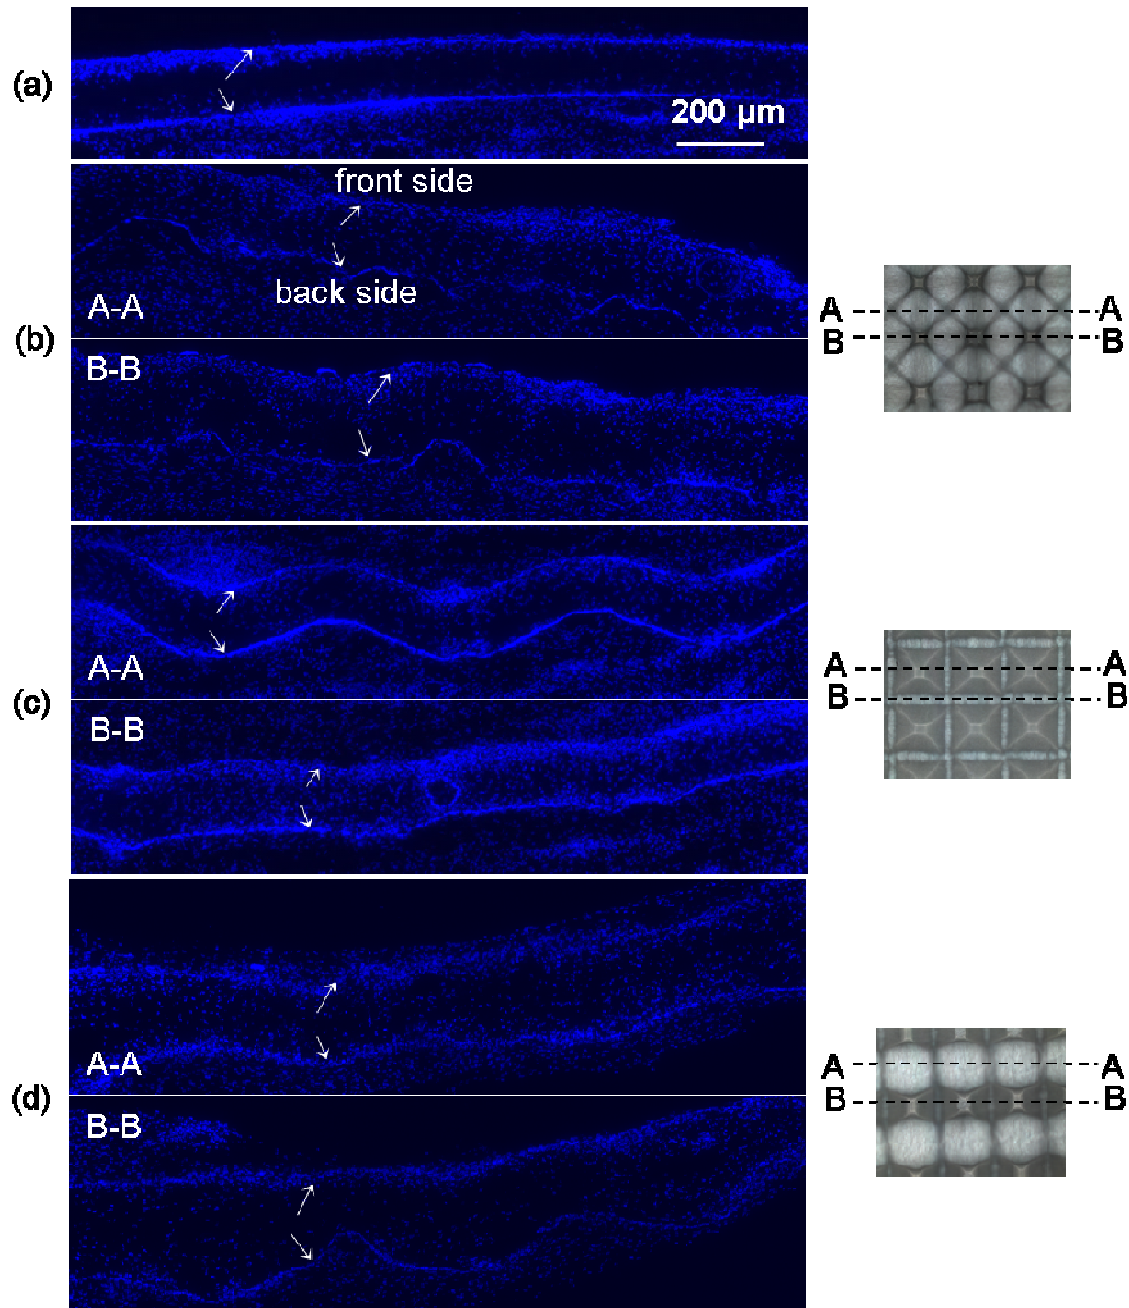 (a)
200 μm
front side
back side
A-A
(b)
B-B
A A
B B
A-A
(c)
B-B
A A
B B
A-A
(d)
B-B
A A
B B